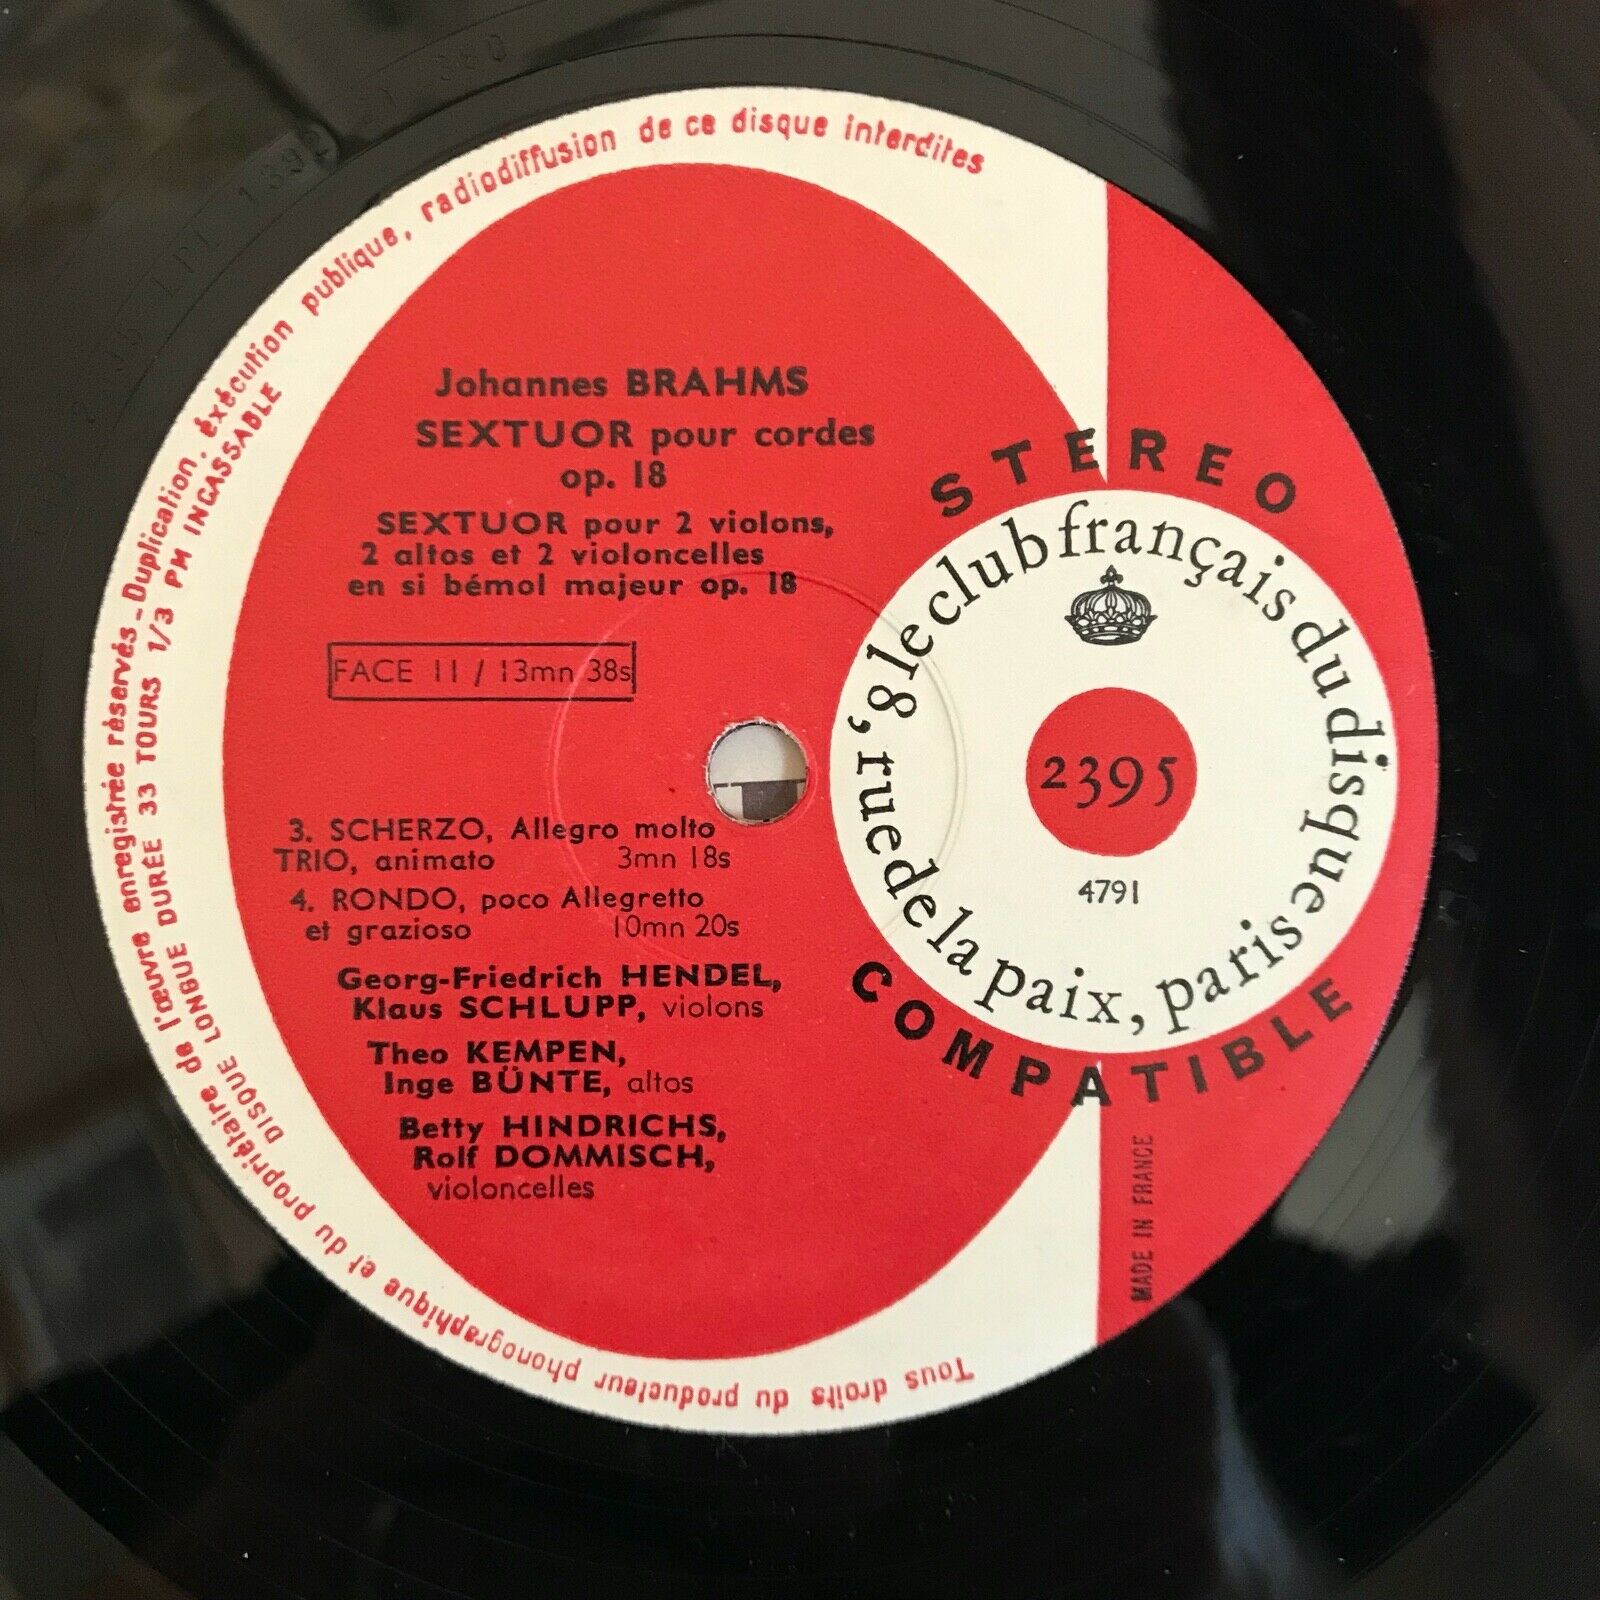 Tous droits du producteur phonographique et du propriétaire de l'œuvre enregistrée réservés - Duplication, éxécution publique, radiodiffusion de ce disque interdites
DISQUE LONGUE DURÉE 33 TOURS 1/3 PM INCASSABLE
Johannes BRAHMS
SEXTUOR pour cordes
op. 18
SEXTUOR pour 2 violons,
2 altos et 2 violoncelles
en si bémol majeur op. 18
FACE 11 / 13mn 38s
3. SCHERZO, Allegro molto
TRIO, animato 3mn 18s
4. RONDO, poco Allegretto
et grazioso 10mn 20s
Georg-Friedrich HENDEL,
Klaus SCHLUPP, violons
Theo KEMPEN,
Inge BÜNTE, altos
Betty HINDRICHS,
Rolf DOMMISCH,
violoncelles
STEREO
le club français du disque
8, rue de la paix, paris
2395
4791
COMPATIBLE
MADE IN FRANCE